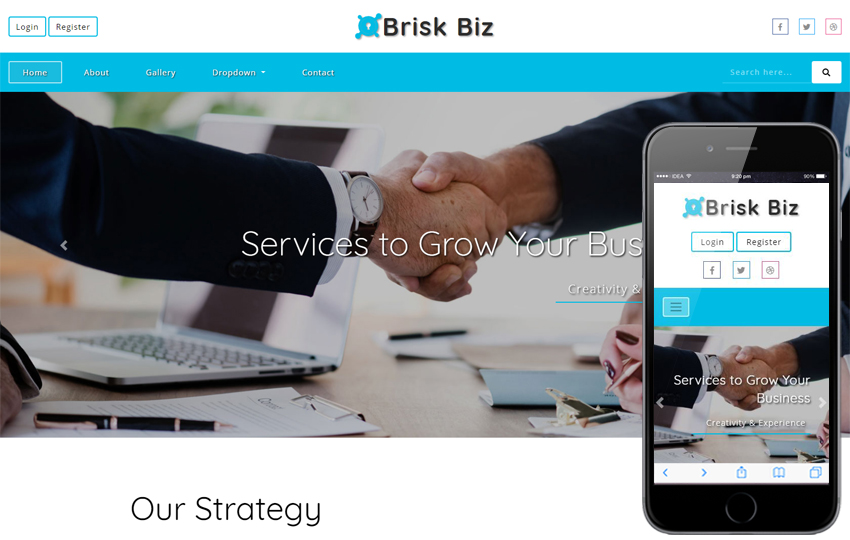 Login
Register
Brisk Biz
Home
About
Gallery
Dropdown
Contact
Search here...
Services to Grow Your Bus
Creativity &
Our Strategy
IDEA
9:20 pm
90%
Brisk Biz
Login
Register
Services to Grow Your
Business
Creativity & Experience